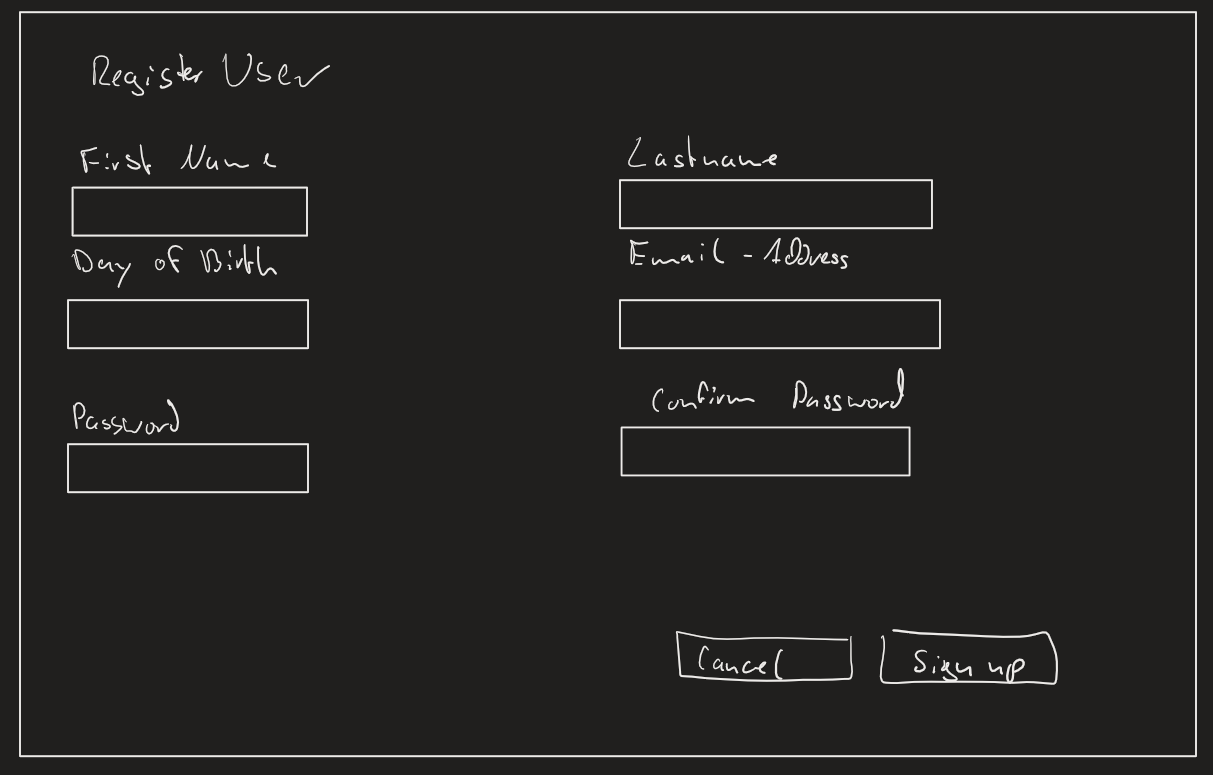 Register User
First Name
Lastname
Day of Birth
Email - Address
Password
Confirm Password
Cancel
Sign up